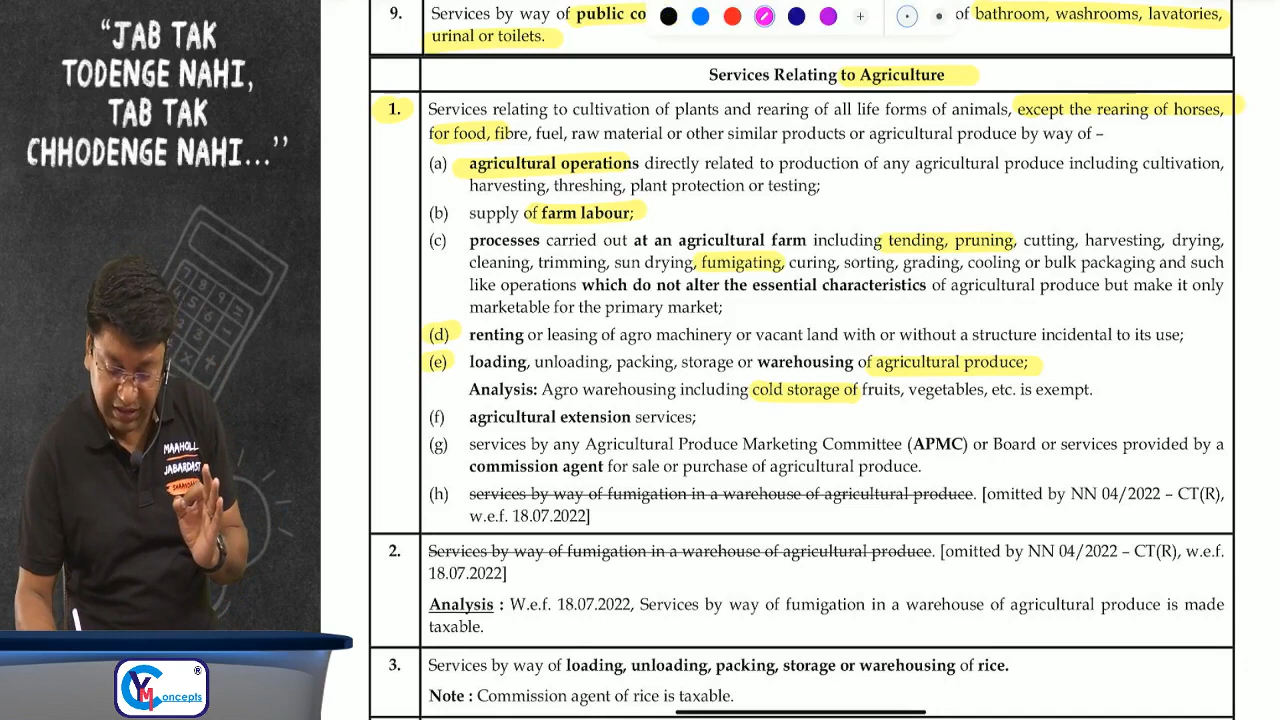 “JAB TAK
TODENGE NAHI,
TAB TAK
CHHODENGE NAHI...’’
MAAHOLL
JABARDAST
CYM Concepts ®
9. Services by way of public co of bathroom, washrooms, lavatories,
urinal or toilets.
Services Relating to Agriculture
1. Services relating to cultivation of plants and rearing of all life forms of animals, except the rearing of horses,
for food, fibre, fuel, raw material or other similar products or agricultural produce by way of –
(a) agricultural operations directly related to production of any agricultural produce including cultivation,
harvesting, threshing, plant protection or testing;
(b) supply of farm labour;
(c) processes carried out at an agricultural farm including tending, pruning, cutting, harvesting, drying,
cleaning, trimming, sun drying, fumigating, curing, sorting, grading, cooling or bulk packaging and such
like operations which do not alter the essential characteristics of agricultural produce but make it only
marketable for the primary market;
(d) renting or leasing of agro machinery or vacant land with or without a structure incidental to its use;
(e) loading, unloading, packing, storage or warehousing of agricultural produce;
Analysis: Agro warehousing including cold storage of fruits, vegetables, etc. is exempt.
(f) agricultural extension services;
(g) services by any Agricultural Produce Marketing Committee (APMC) or Board or services provided by a
commission agent for sale or purchase of agricultural produce.
(h) services by way of fumigation in a warehouse of agricultural produce. [omitted by NN 04/2022 – CT(R),
w.e.f. 18.07.2022]
2. Services by way of fumigation in a warehouse of agricultural produce. [omitted by NN 04/2022 – CT(R), w.e.f.
18.07.2022]
Analysis : W.e.f. 18.07.2022, Services by way of fumigation in a warehouse of agricultural produce is made
taxable.
3. Services by way of loading, unloading, packing, storage or warehousing of rice.
Note : Commission agent of rice is taxable.